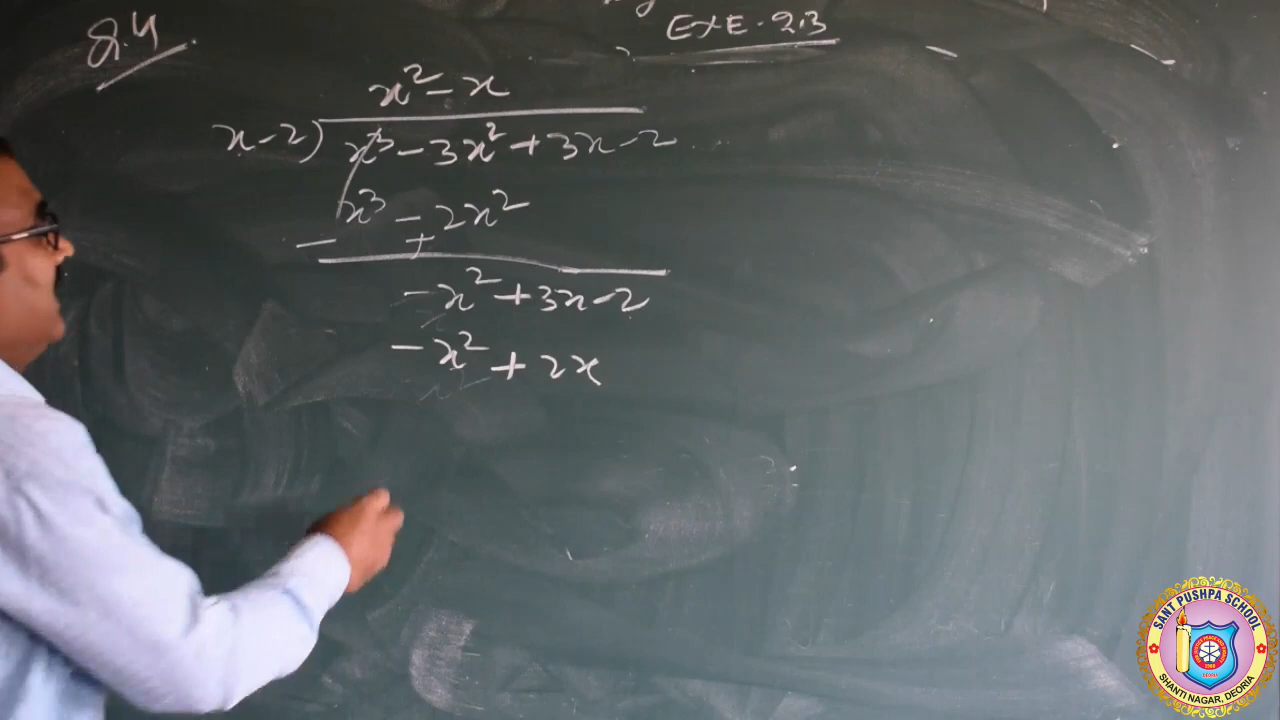 Q.4
EXE-2.3
x² - x
x-2) x³ - 3x² + 3x - 2
x³ - 2x²
- +
-x² + 3x - 2
-x² + 2x
SANT PUSHPA SCHOOL
SHANTI NAGAR, DEORIA